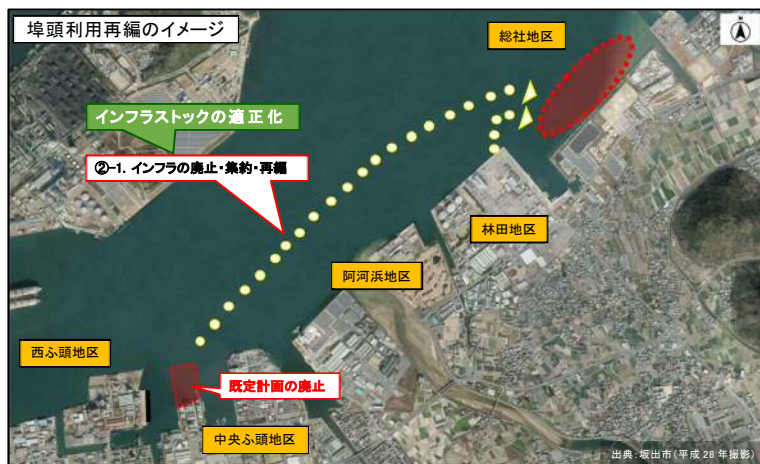 埠頭利用再編のイメージ
N
総社地区
インフラストックの適正化
②-1. インフラの廃止・集約・再編
林田地区
阿河浜地区
西ふ頭地区
既定計画の廃止
中央ふ頭地区
出典:坂出市(平成28年撮影)